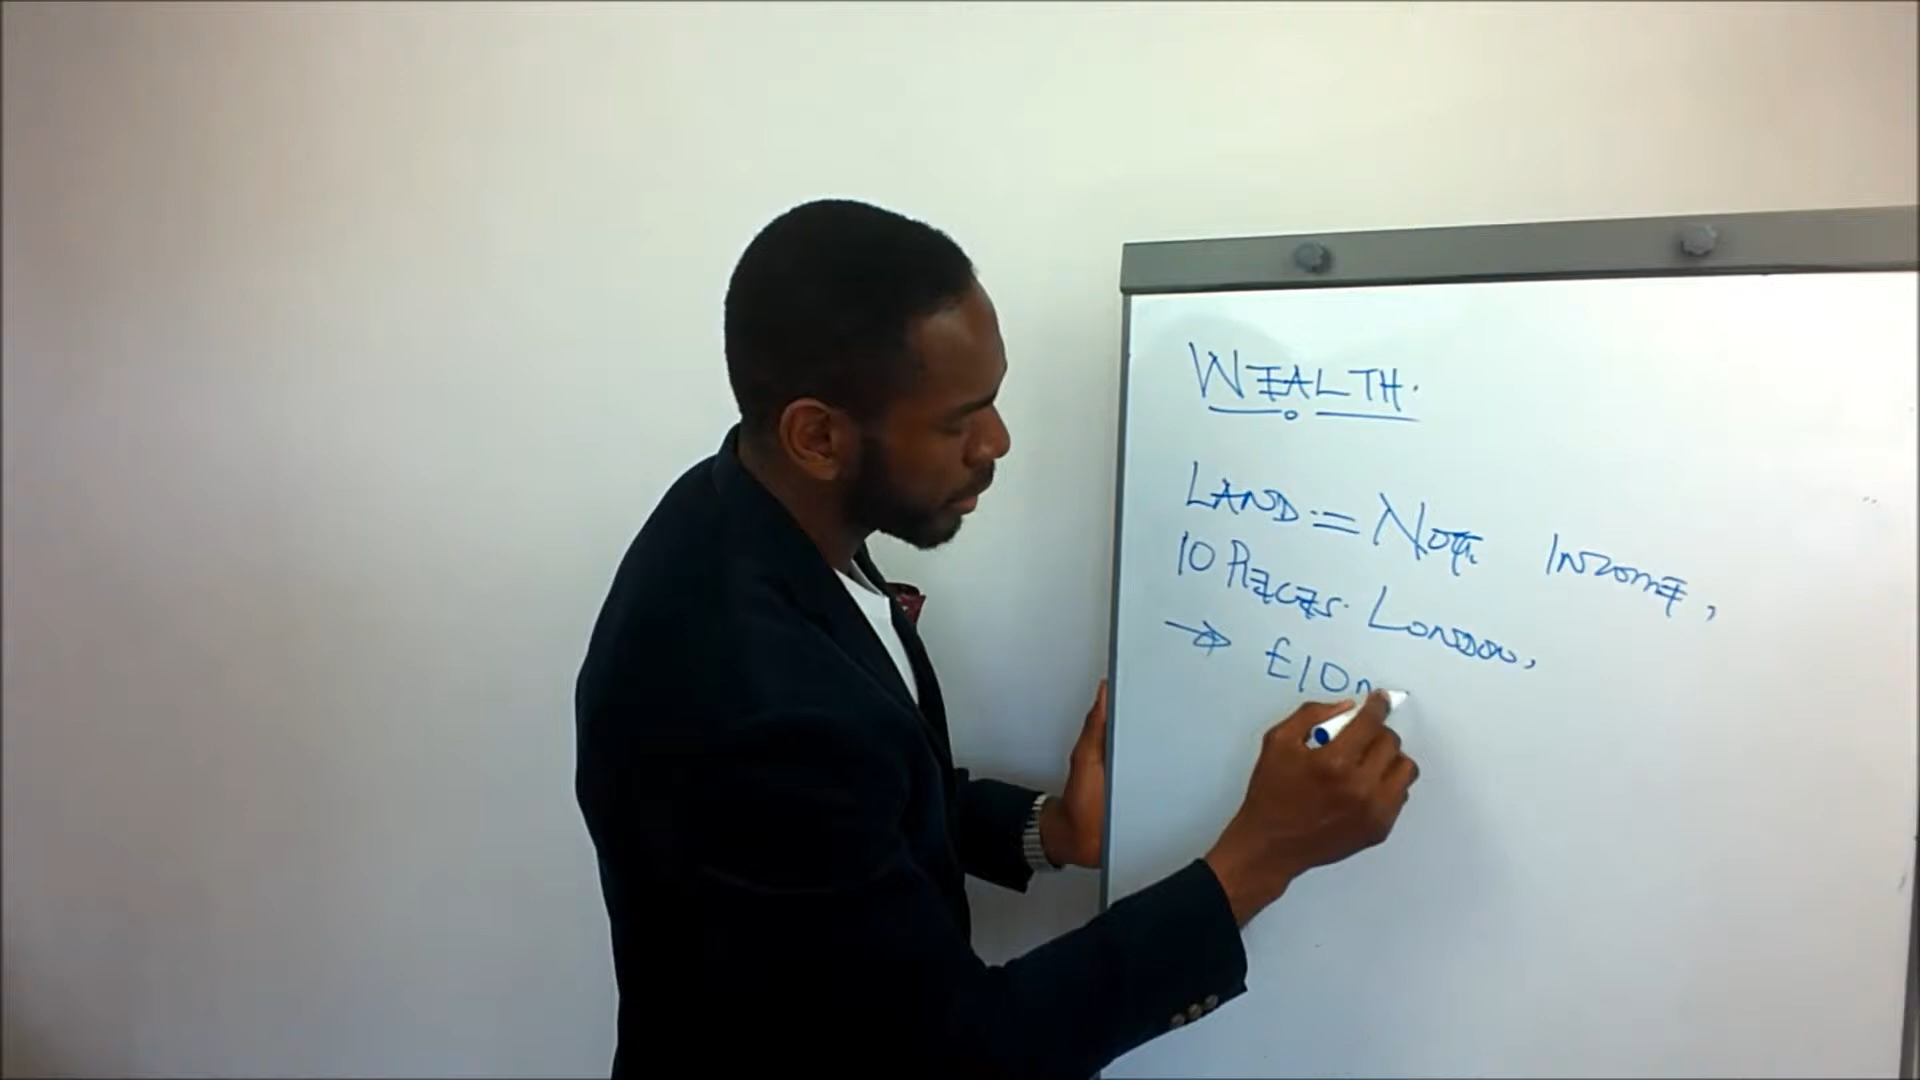 WEALTH.
LAND := NOT. INCOME,
10 PIECES. LONDON,
→ £10m